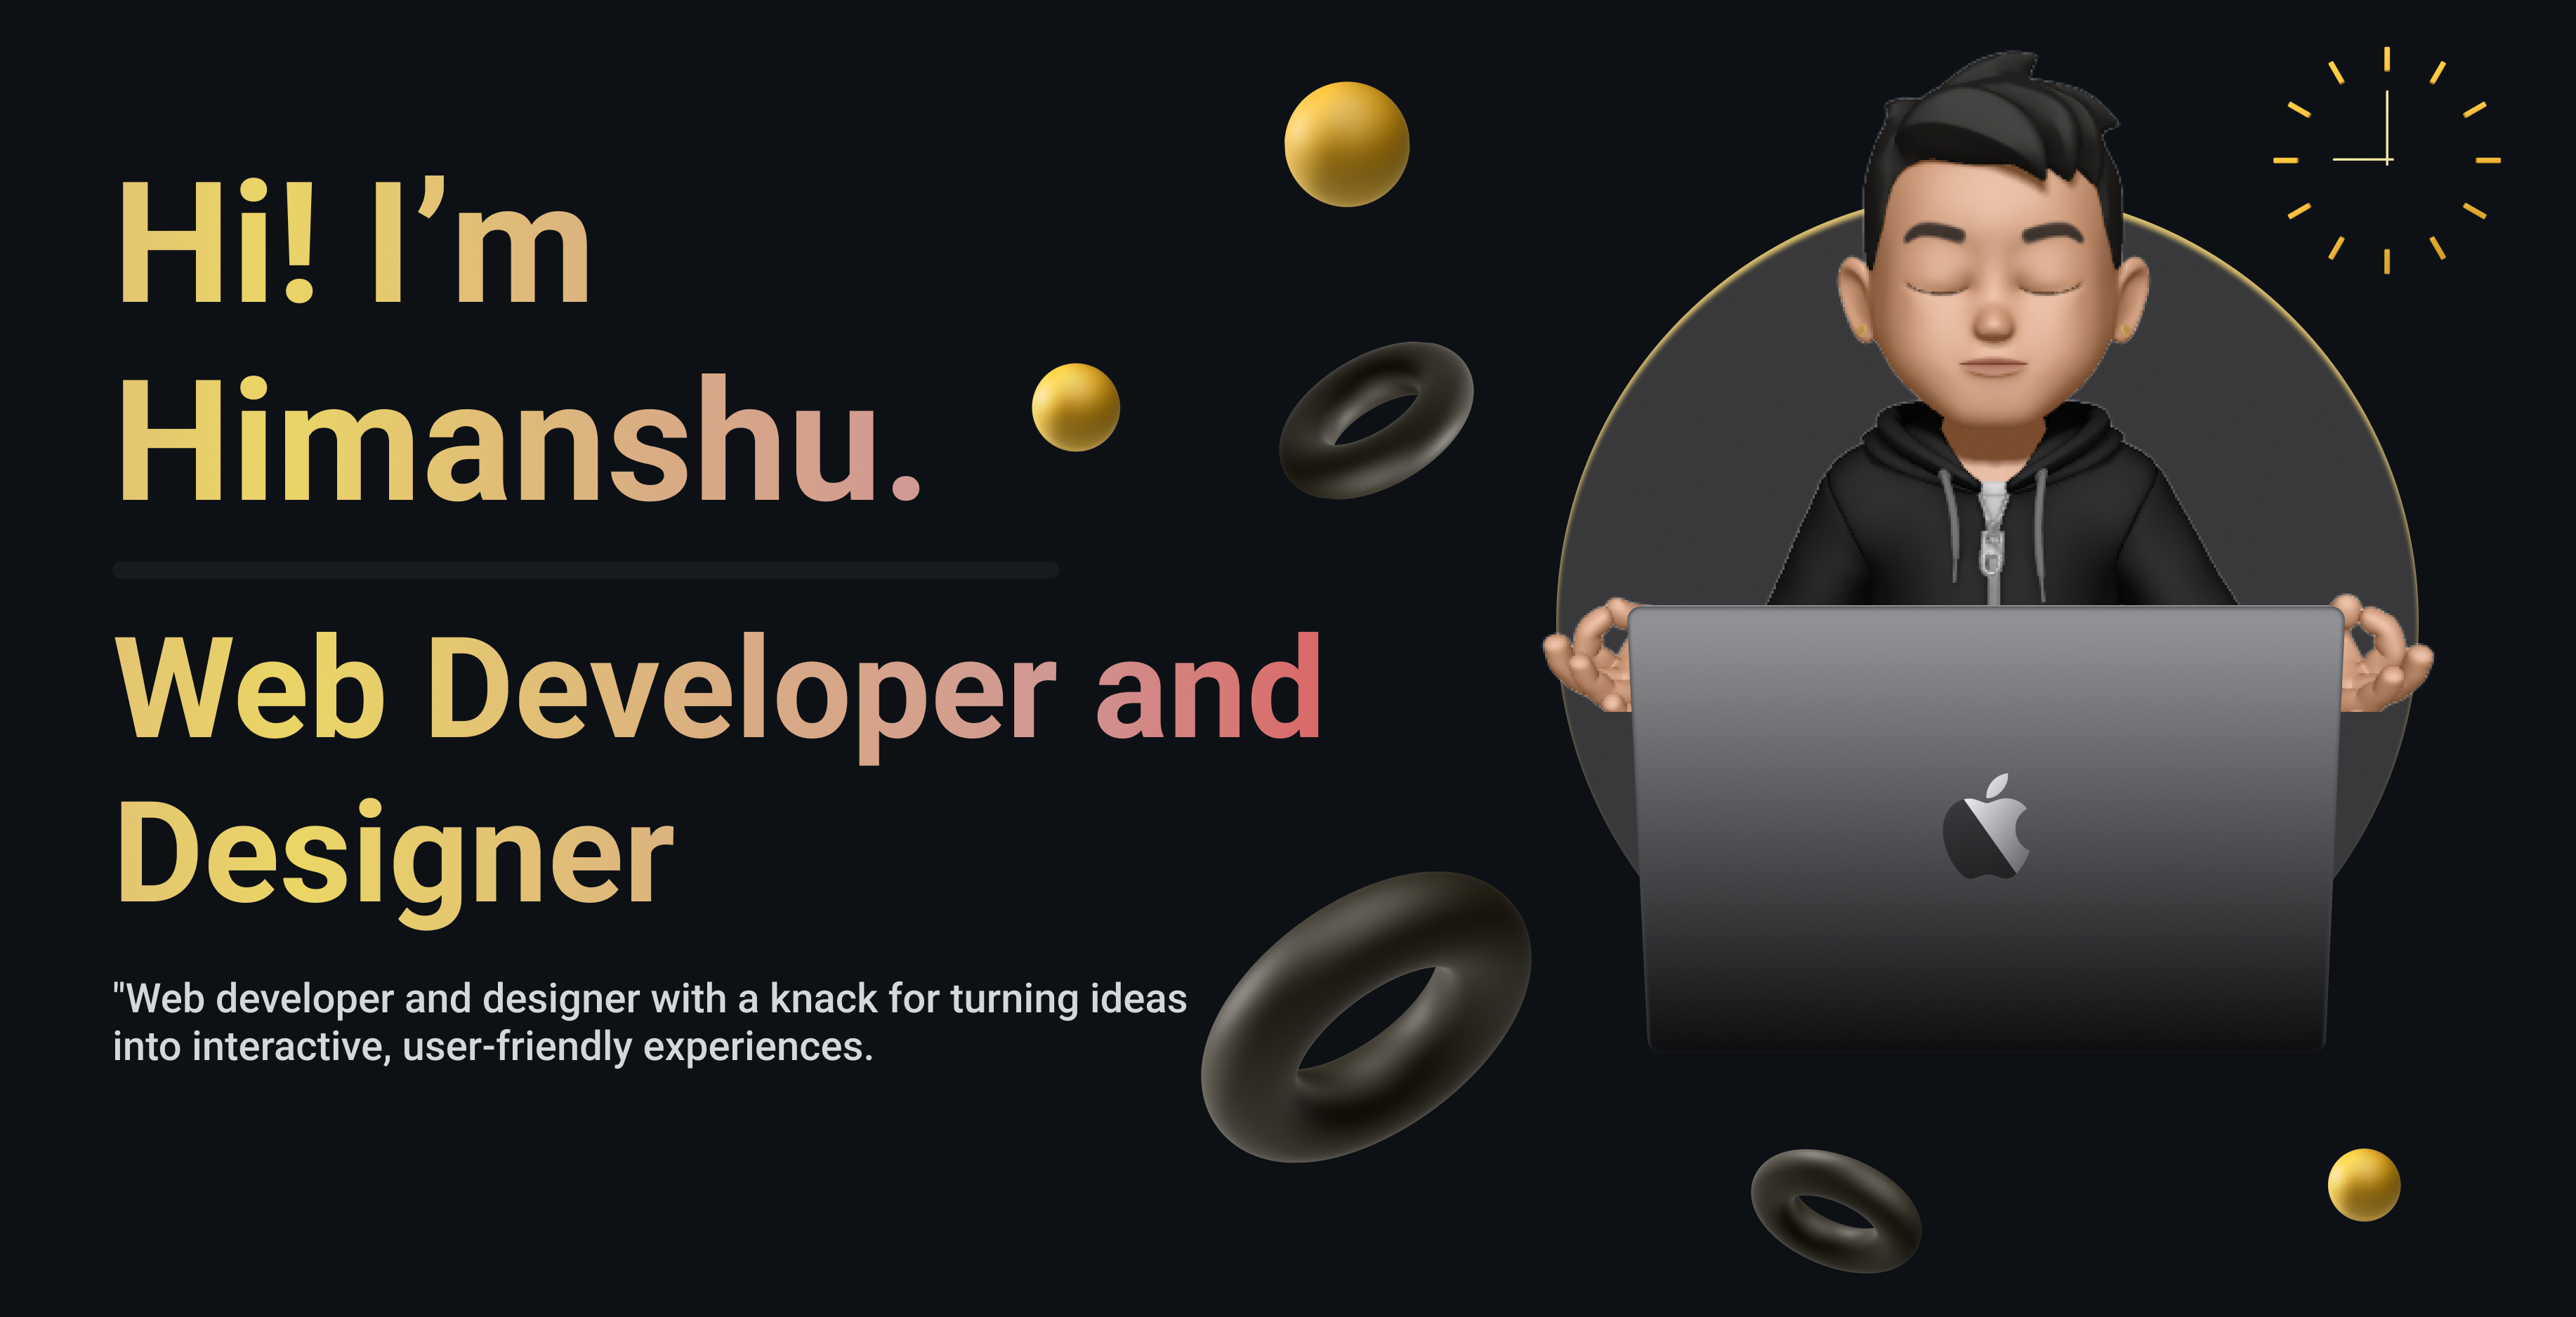 Hi! I’m
Himanshu.
Web Developer and
Designer
"Web developer and designer with a knack for turning ideas
into interactive, user-friendly experiences.